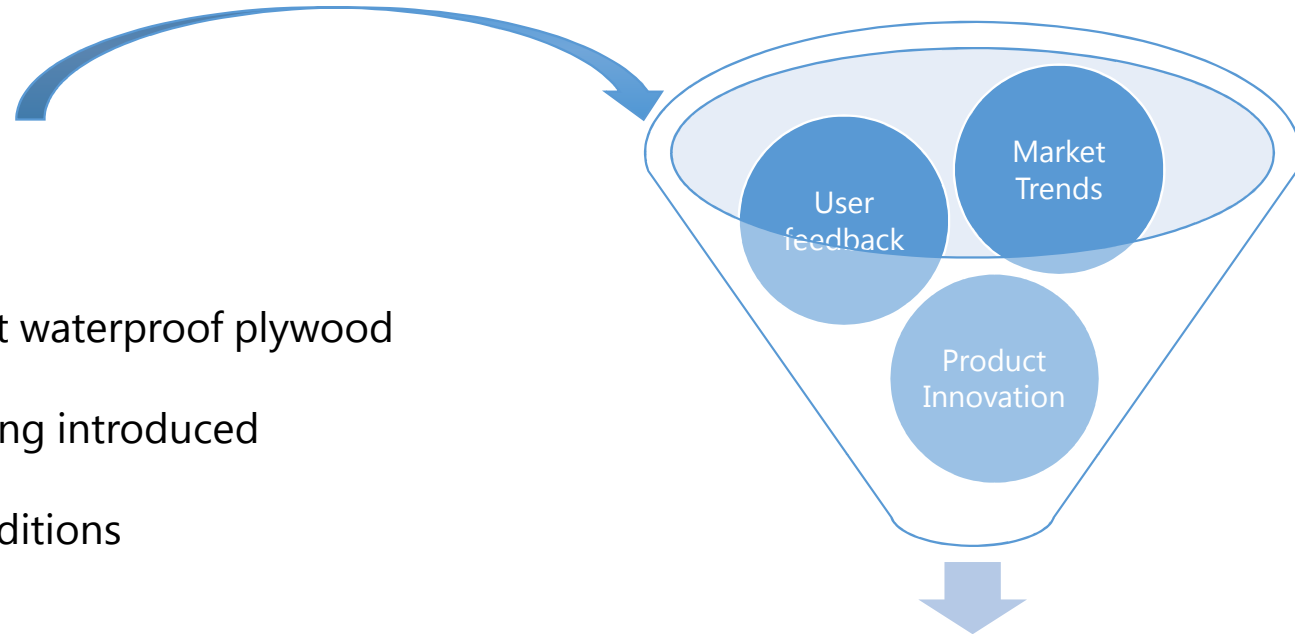 Market
Trends
User
feedback
t waterproof plywood
Product
Innovation
ng introduced
ditions